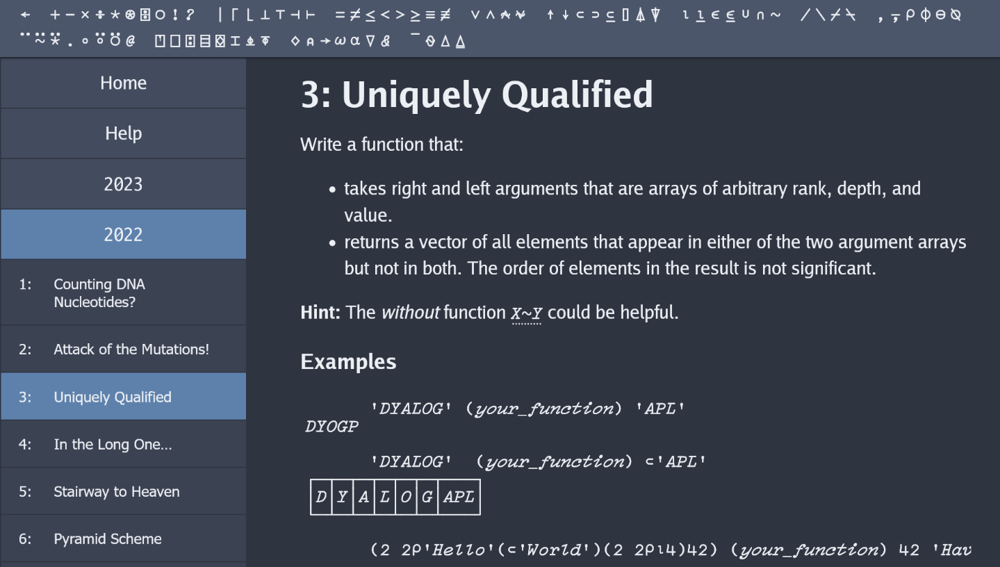 ← + - × ÷ * ⍟ ⌹ ○ ! ? | ⌈ ⌊ ⊥ ⊤ ⊣ ⊢ = ≠ ≤ < > ≥ ≡ ≢ ∨ ∧ ⍲ ⍱ ↑ ↓ ⊂ ⊃ ⊆ ⌷ ⍋ ⍒ ⍳ ⍸ ∊ ⍷ ∪ ∩ ~ / \ ⌿ ⍀ , ⍪ ⍴ ⌽ ⊖ ⍉
¨ ⍨ ⍣ . ∘ ⍤ ⍥ @ ⍞ ⎕ ⍠ ⌸ ⌺ ⌶ ⍎ ⍕ ⋄ ⍝ → ⍵ ⍺ ∇ & ¯ ⍬ ∆ ⍙
Home
Help
2023
2022
1: Counting DNA
Nucleotides?
2: Attack of the Mutations!
3: Uniquely Qualified
4: In the Long One…
5: Stairway to Heaven
6: Pyramid Scheme
3: Uniquely Qualified
Write a function that:
• takes right and left arguments that are arrays of arbitrary rank, depth, and
value.
• returns a vector of all elements that appear in either of the two argument arrays
but not in both. The order of elements in the result is not significant.
Hint: The without function X~Y could be helpful.
Examples
'DYALOG' (your_function) 'APL'
DYOGP
'DYALOG' (your_function) ⊂'APL'
D Y A L O G APL
(2 2⍴'Hello'(⊂'World')(2 2⍴⍳4)42) (your_function) 42 'Hav